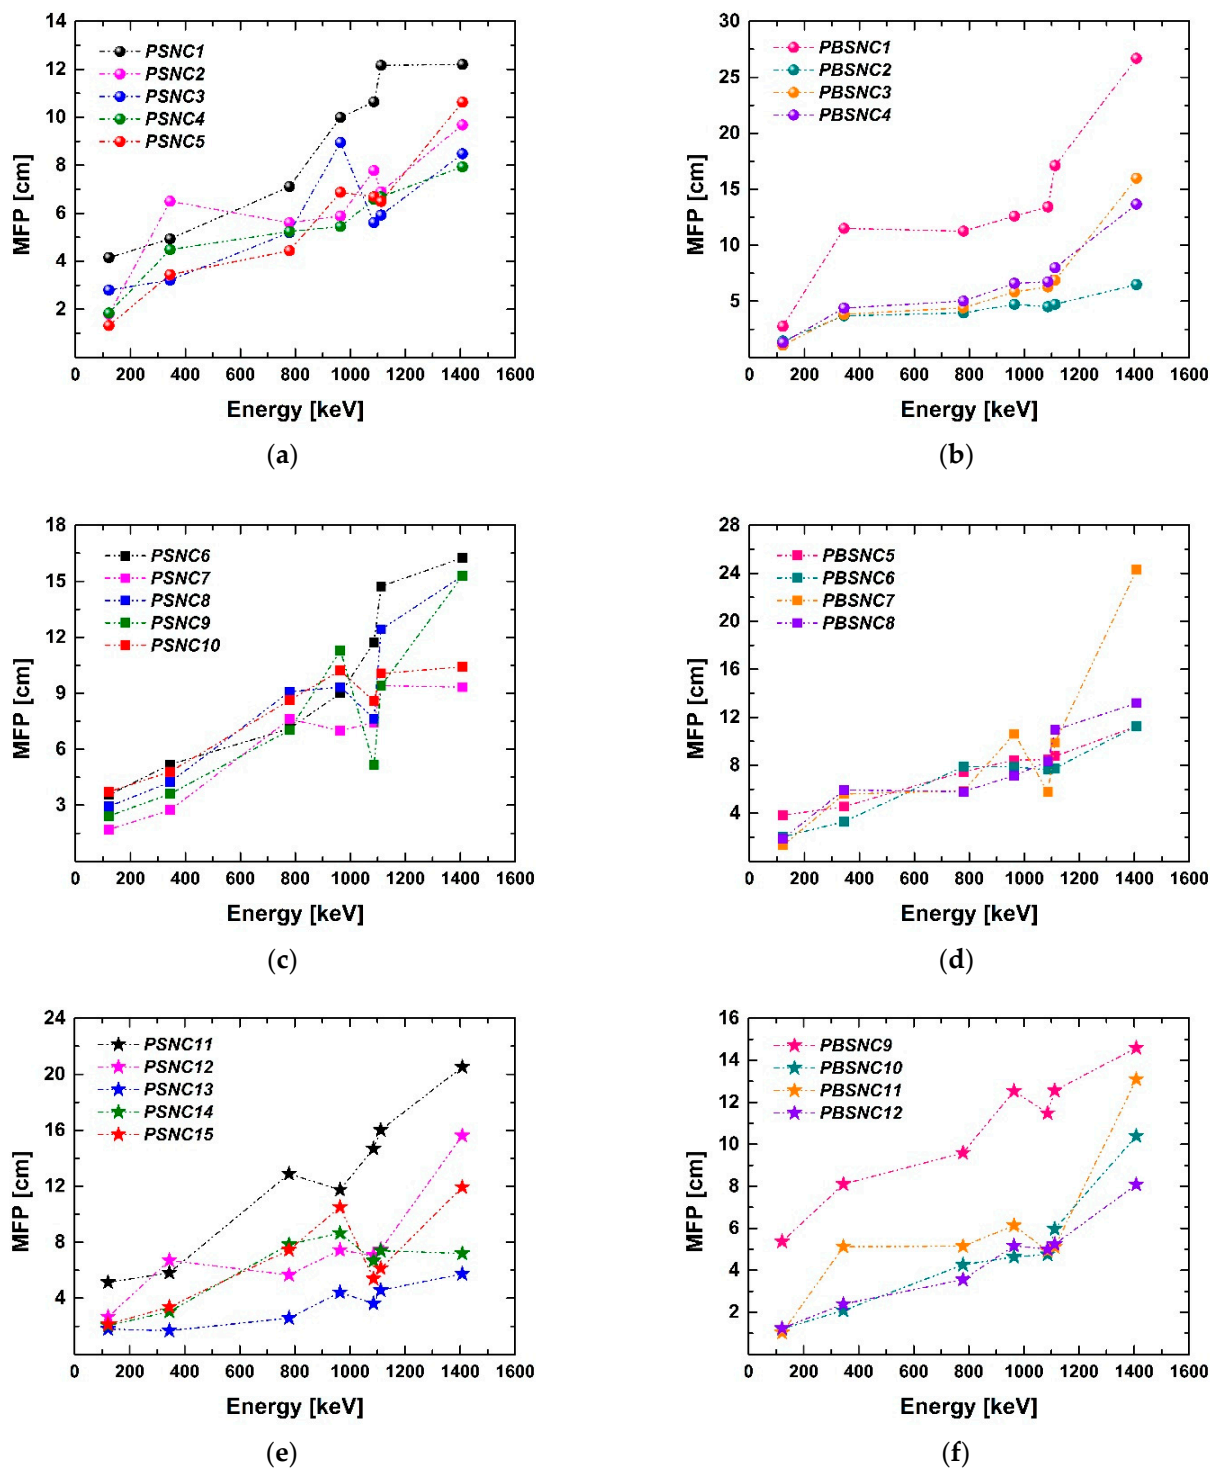 14
12
10
8
6
4
2
MFP [cm]
PSNC1
PSNC2
PSNC3
PSNC4
PSNC5
0 200 400 600 800 1000 1200 1400 1600
Energy [keV]
(a)
30
25
20
15
10
5
MFP [cm]
PBSNC1
PBSNC2
PBSNC3
PBSNC4
0 200 400 600 800 1000 1200 1400 1600
Energy [keV]
(b)
18
15
12
9
6
3
MFP [cm]
PSNC6
PSNC7
PSNC8
PSNC9
PSNC10
0 200 400 600 800 1000 1200 1400 1600
Energy [keV]
(c)
28
24
20
16
12
8
4
MFP [cm]
PBSNC5
PBSNC6
PBSNC7
PBSNC8
0 200 400 600 800 1000 1200 1400 1600
Energy [keV]
(d)
24
20
16
12
8
4
MFP [cm]
PSNC11
PSNC12
PSNC13
PSNC14
PSNC15
0 200 400 600 800 1000 1200 1400 1600
Energy [keV]
(e)
16
14
12
10
8
6
4
2
MFP [cm]
PBSNC9
PBSNC10
PBSNC11
PBSNC12
0 200 400 600 800 1000 1200 1400 1600
Energy [keV]
(f)